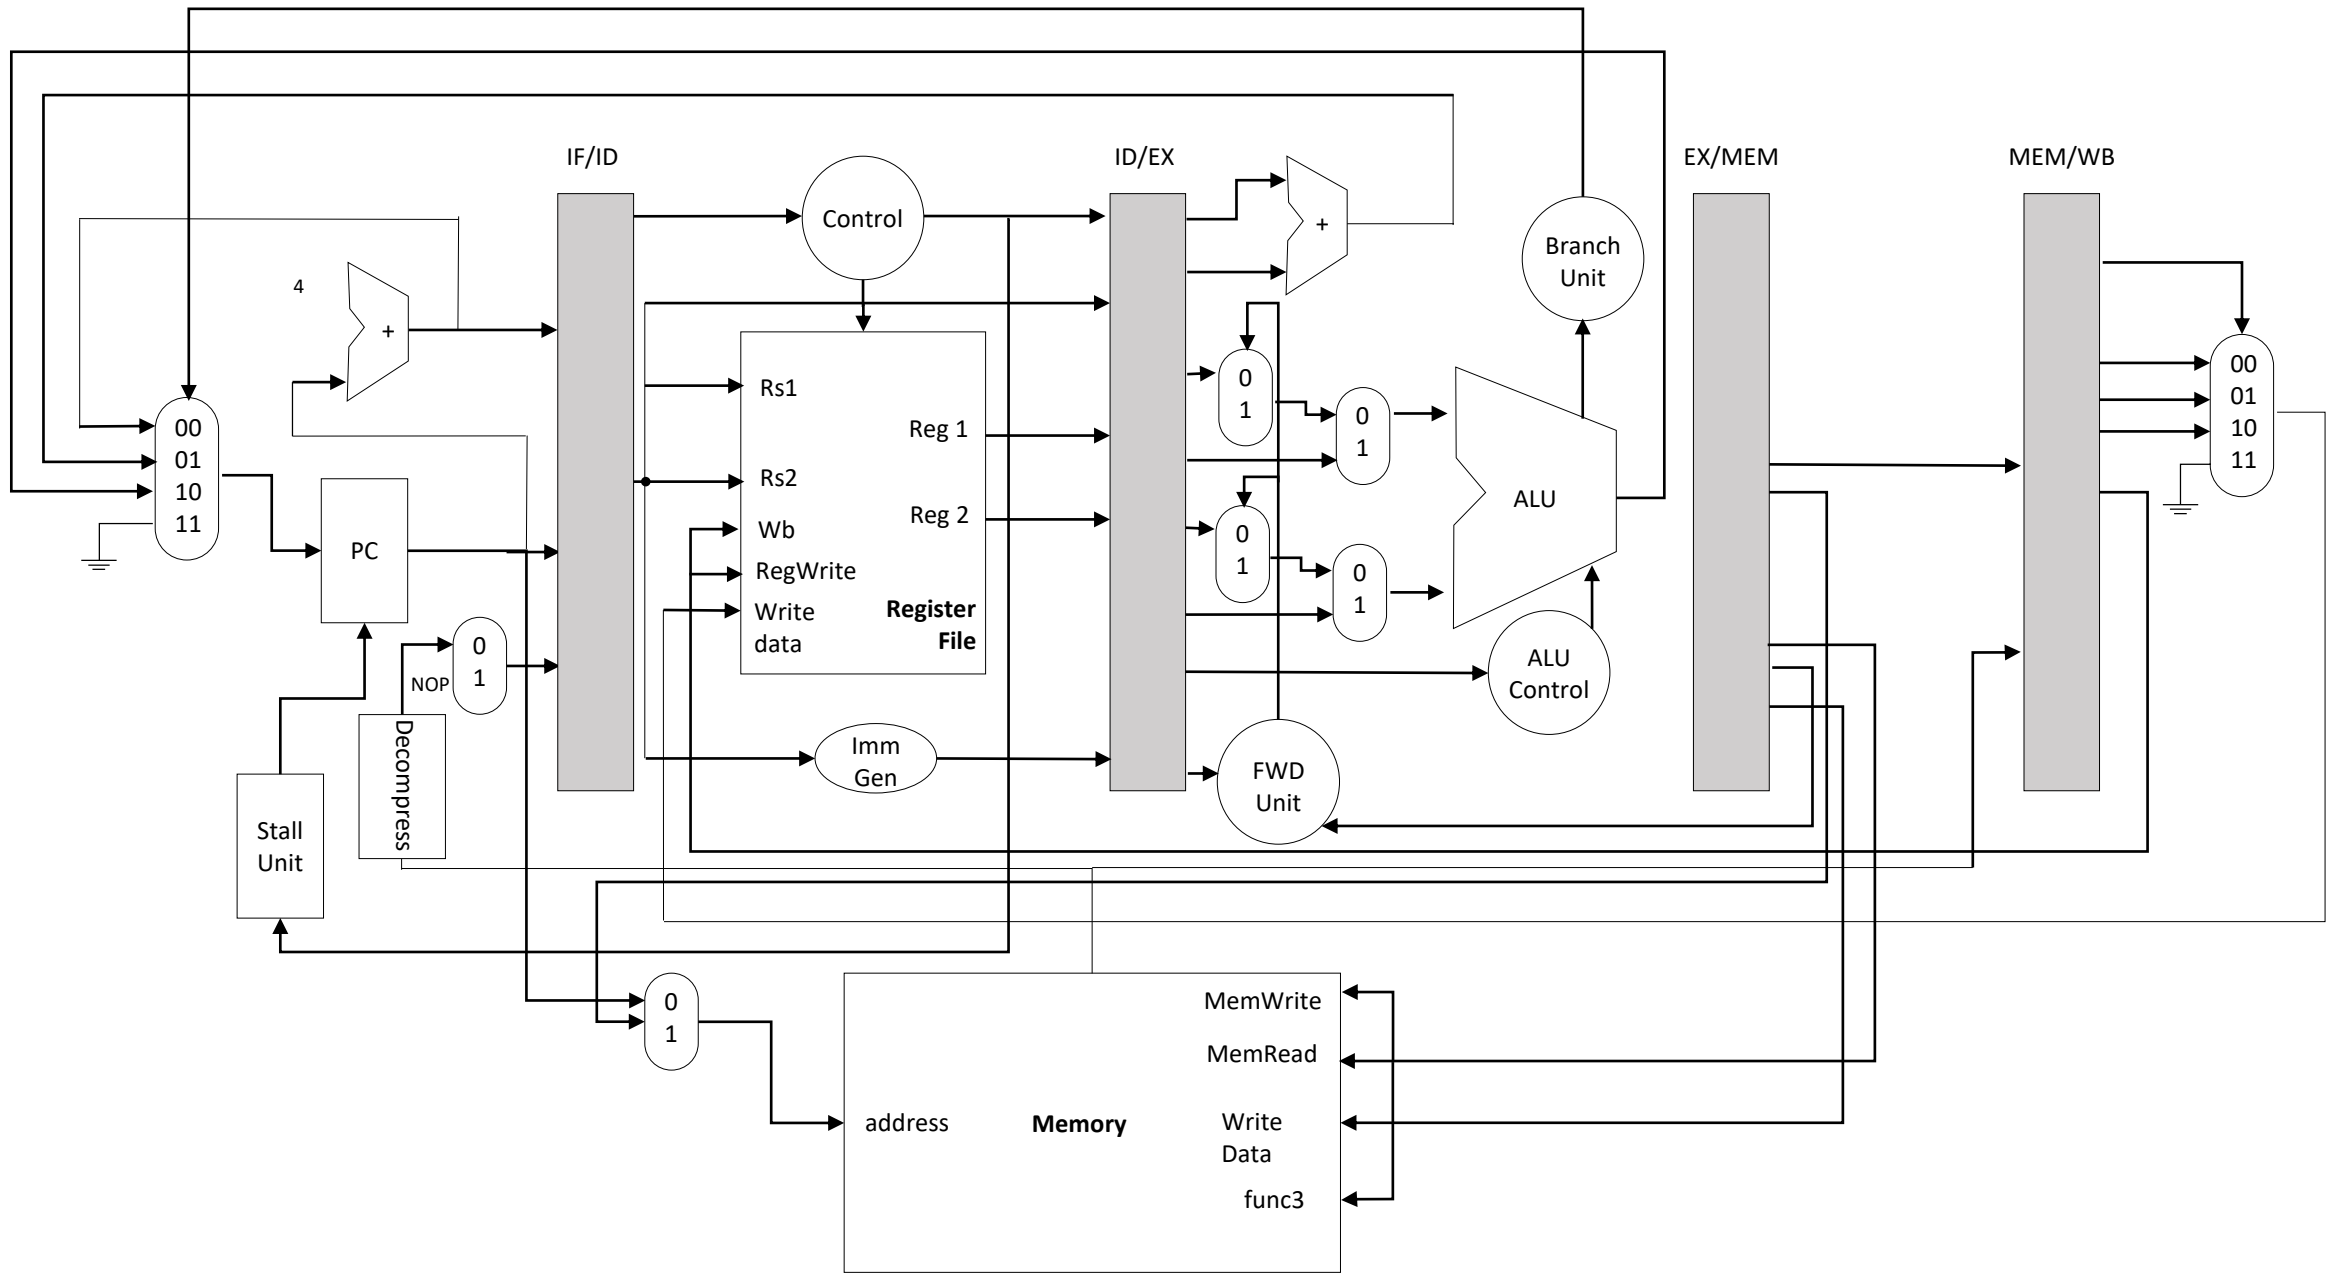 IF/ID
ID/EX
EX/MEM
MEM/WB
Control
+
Branch
Unit
4
+
00
01
10
11
PC
0
1
NOP
Decompress
Stall
Unit
Rs1
Rs2
Wb
RegWrite
Write
data
Reg 1
Reg 2
Register
File
Imm
Gen
0
1
0
1
0
1
0
1
ALU
ALU
Control
FWD
Unit
00
01
10
11
0
1
address
Memory
MemWrite
MemRead
Write
Data
func3